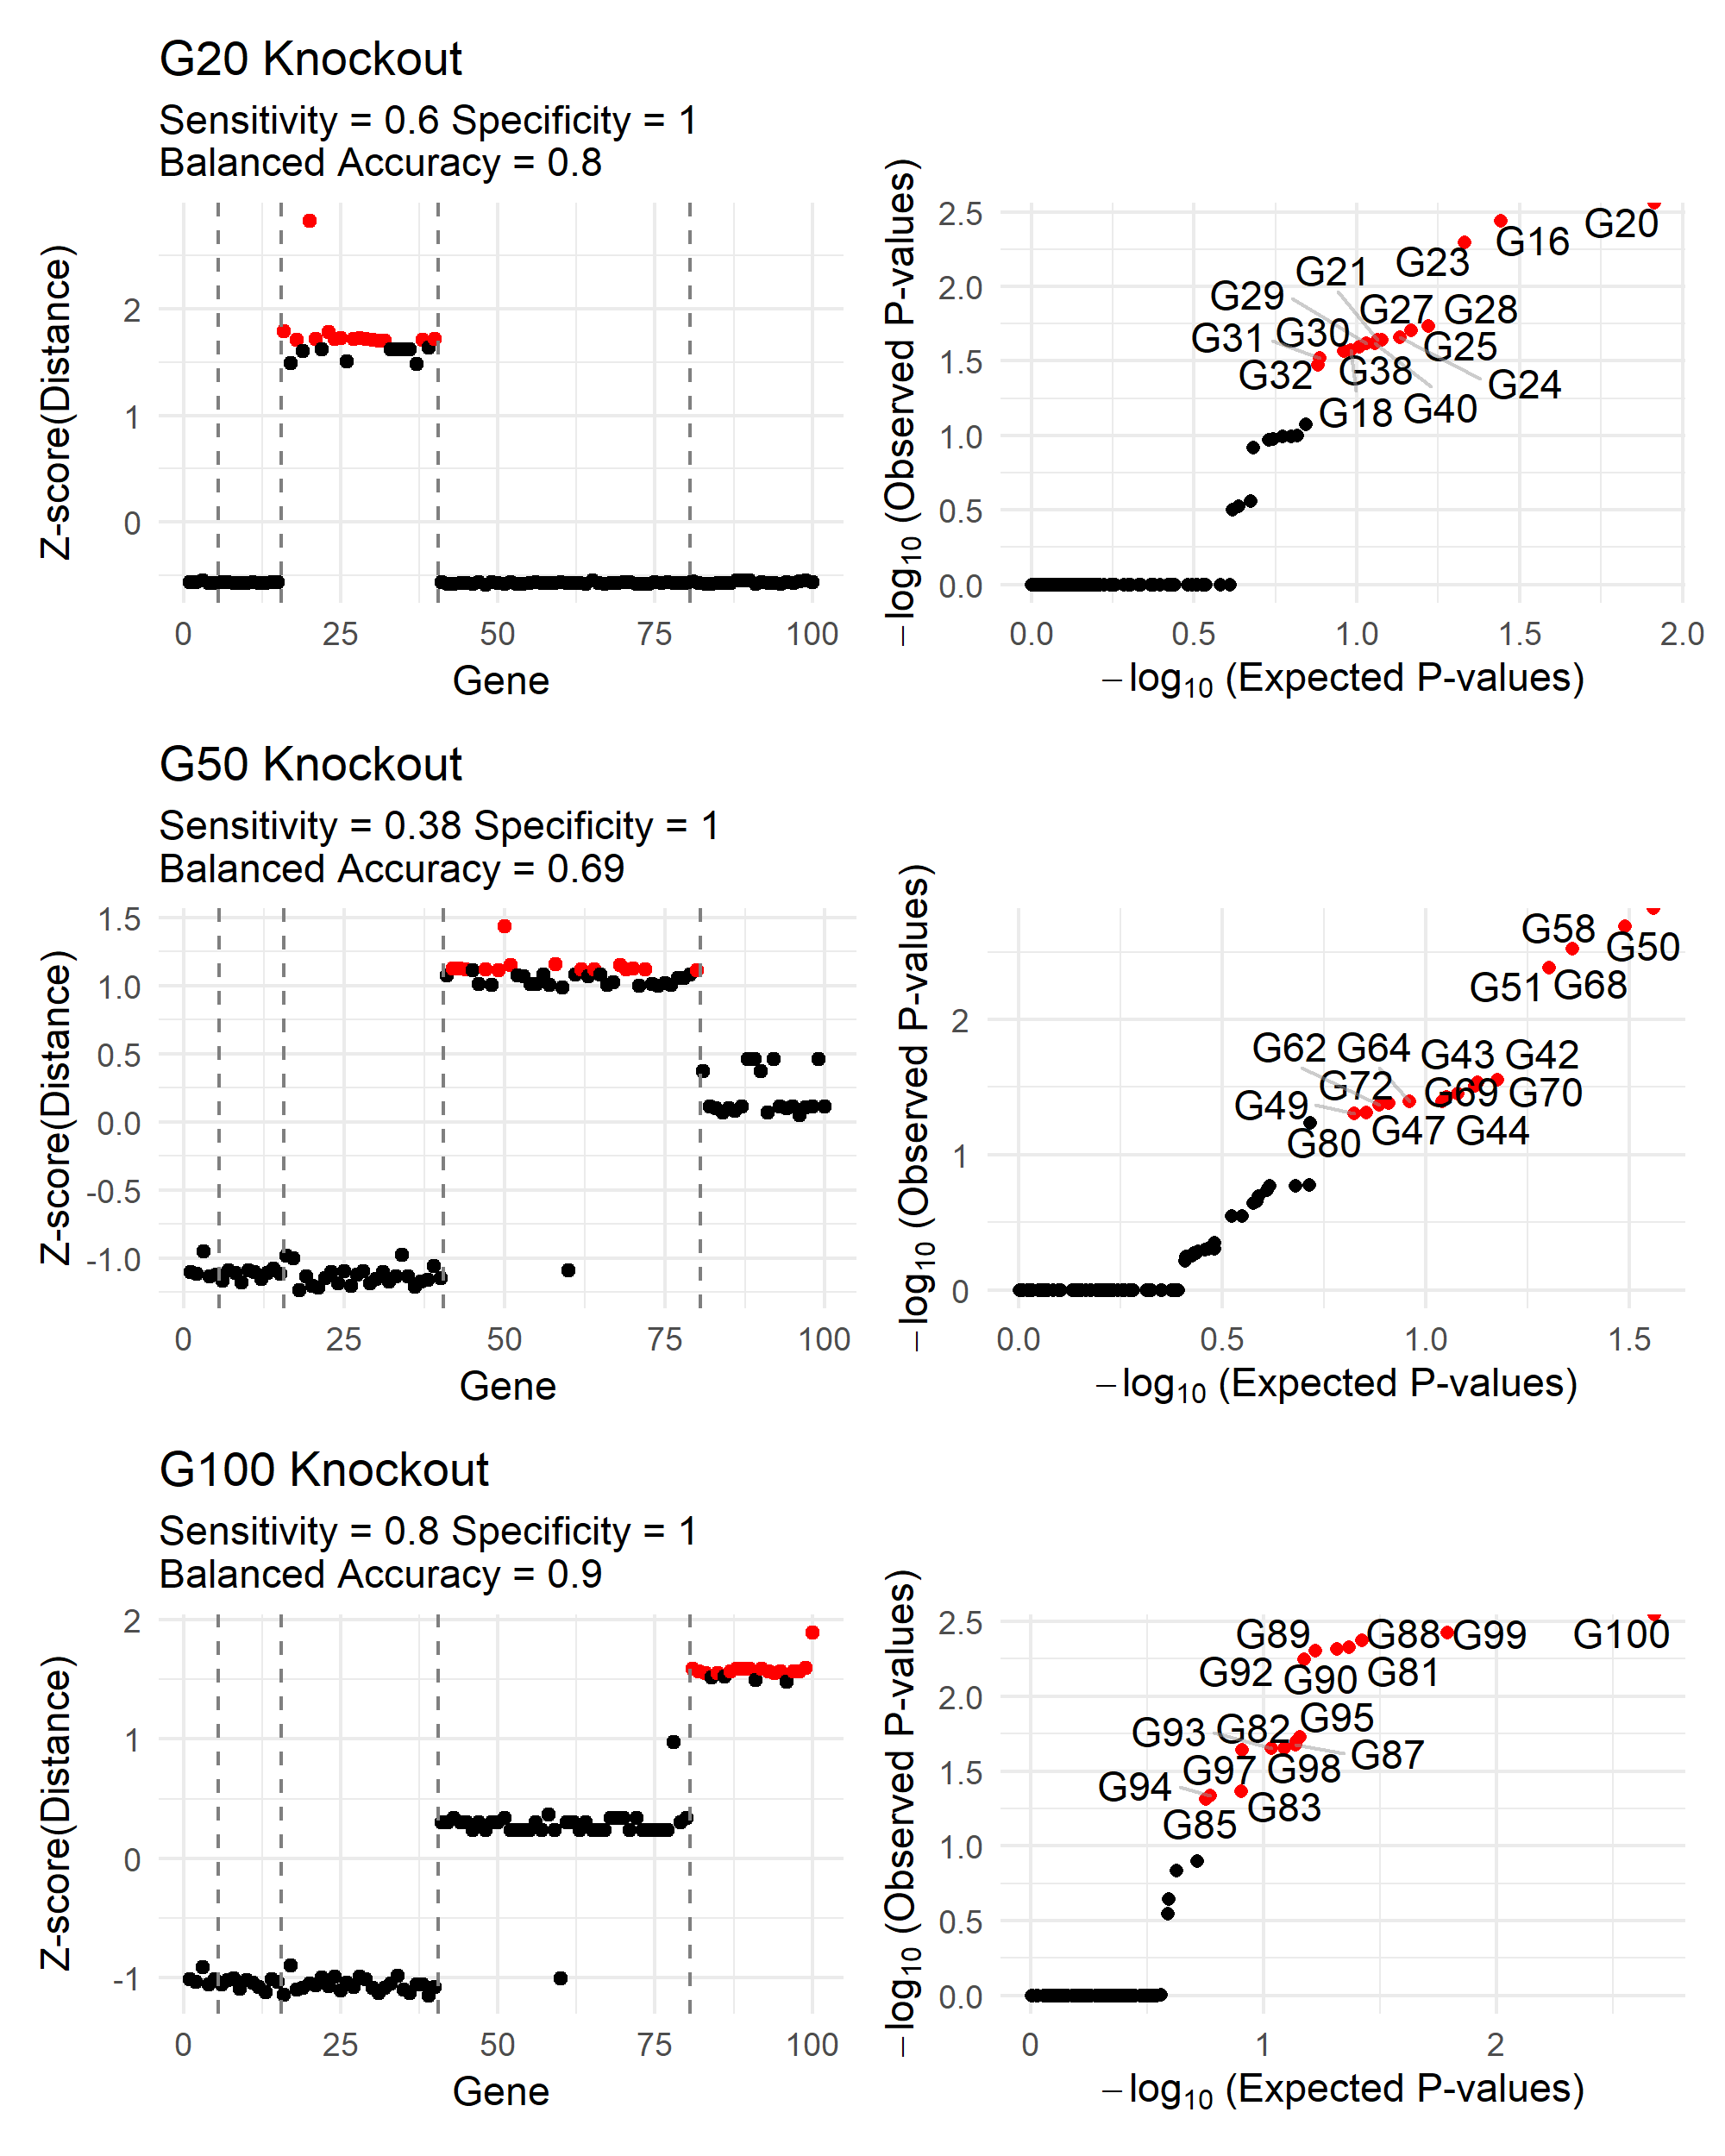 G20 Knockout
Sensitivity = 0.6 Specificity = 1
Balanced Accuracy = 0.8
Z-score(Distance)
2
1
0
0 25 50 75 100
Gene
−log10 (Observed P-values)
2.5
2.0
1.5
1.0
0.5
0.0
G20
G16
G23
G21
G29
G27 G28
G31 G30
G25
G32 G38
G24
G18 G40
0.0 0.5 1.0 1.5 2.0
−log10 (Expected P-values)
G50 Knockout
Sensitivity = 0.38 Specificity = 1
Balanced Accuracy = 0.69
Z-score(Distance)
1.5
1.0
0.5
0.0
-0.5
-1.0
0 25 50 75 100
Gene
−log10 (Observed P-values)
2
1
0
G58
G50
G51 G68
G62 G64 G43 G42
G72 G69 G70
G49
G80 G47 G44
0.0 0.5 1.0 1.5
−log10 (Expected P-values)
G100 Knockout
Sensitivity = 0.8 Specificity = 1
Balanced Accuracy = 0.9
Z-score(Distance)
2
1
0
-1
0 25 50 75 100
Gene
−log10 (Observed P-values)
2.5
2.0
1.5
1.0
0.5
0.0
G89 G88 G99 G100
G92 G90 G81
G93 G82 G95
G87
G97 G98
G94
G85 G83
0 1 2
−log10 (Expected P-values)